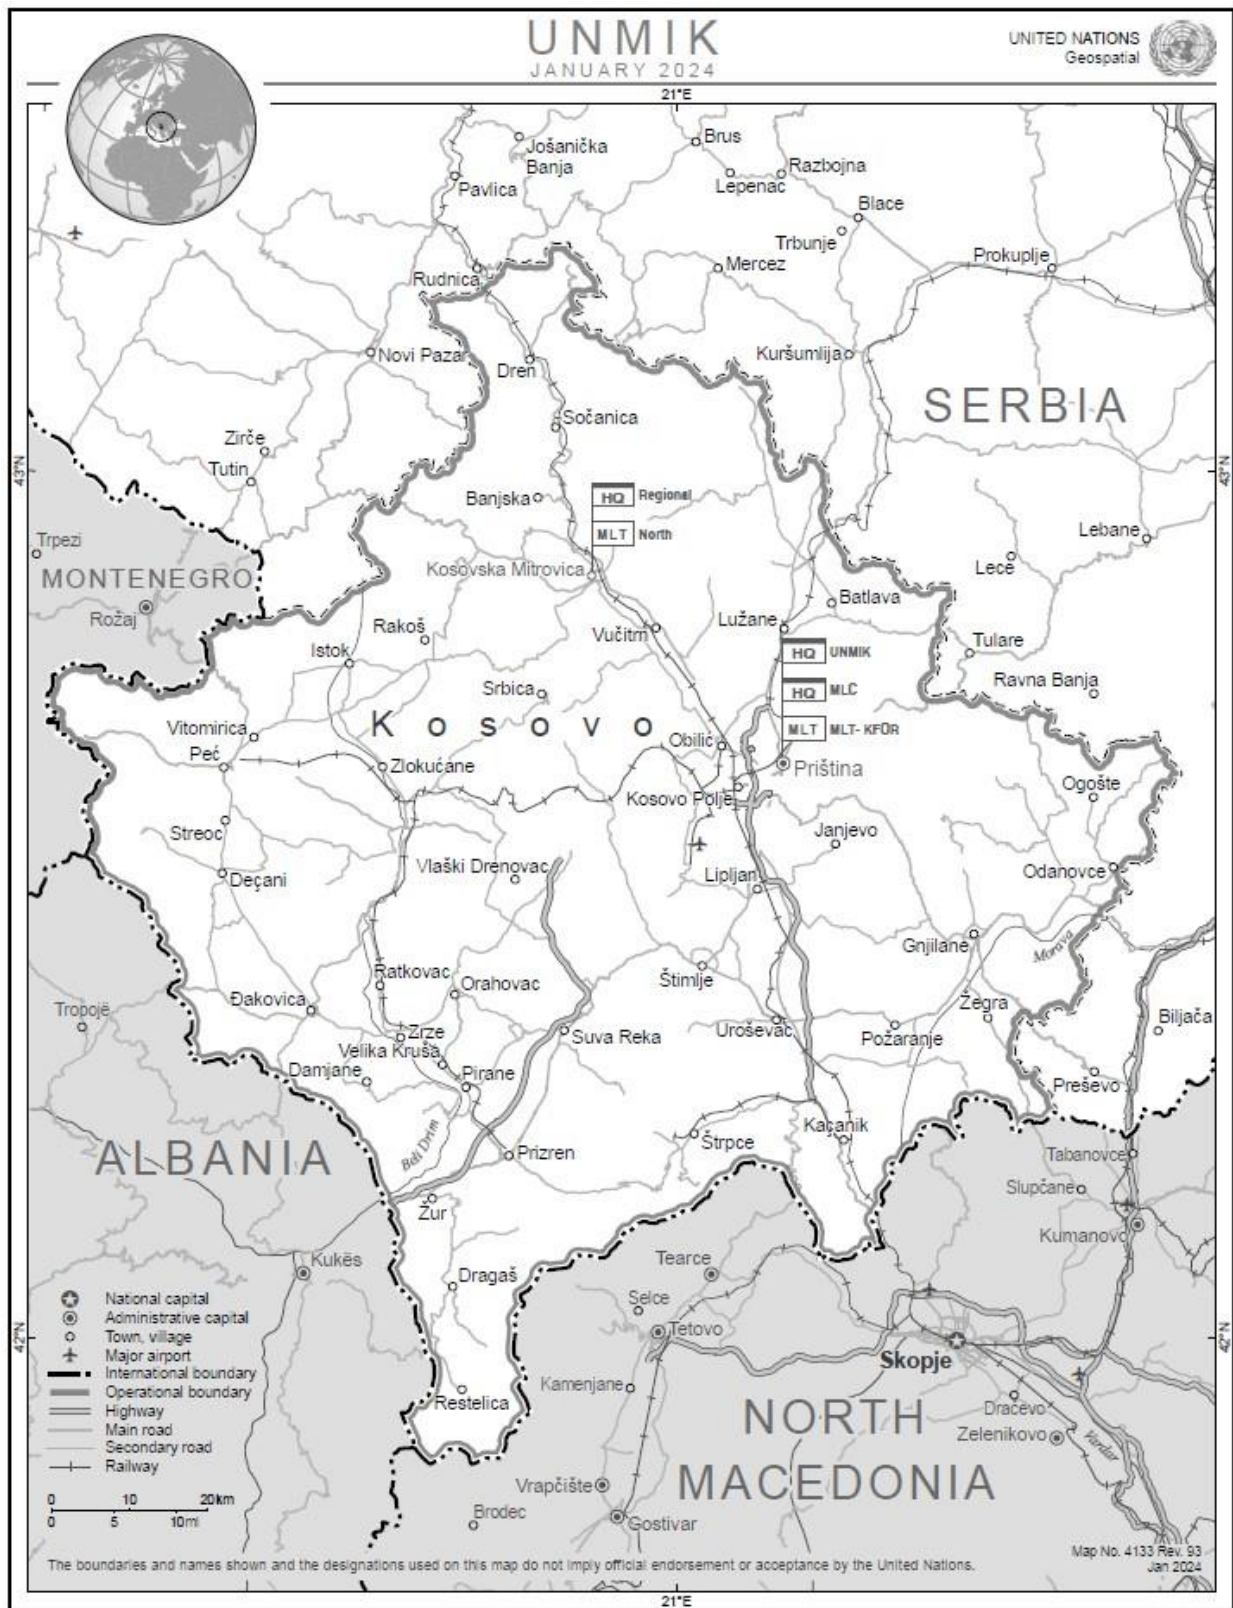 UNMIK
JANUARY 2024
UNITED NATIONS
Geospatial
21°E
Jošanička
Banja
Pavlica
Brus
Lepenac
Razbojna
Blace
Trbunje
Mercez
Prokuplje
Rudnica
Novi Pazar
Dren
Kuršumlija
SERBIA
Sočanica
Zirče
Tutin
43°N
43°N
Banjska
HQ Regional
MLT North
Lebane
Lece
Trpezi
MONTENEGRO
Rožaj
Kosovska Mitrovica
Batlava
Rakoš
Vučitrn
Lužane
Istok
HQ UNMIK
Tulare
Ravna Banja
Srbica
HQ MLC
Kosovo
Vitomirica
Peć
Obilić
MLT MLT-KFOR
Zlokućane
Priština
Kosovo Polje
Ogošte
Streoc
Janjevo
Vlaški Drenovac
Deçani
Lipljan
Odanovce
Gnjilane
Morava
Ratkovac
Orahovac
Štimlje
Đakovica
Žegra
Tropojë
Zrze
Suva Reka
Uroševac
Požaranje
Biljača
Velika Kruša
Damjane
Pirane
Preševo
Beli Drim
ALBANIA
Prizren
Štrpce
Kaçanik
Tabanovce
Slupčane
Žur
Kumanovo
Kukës
Tearce
Dragaš
Selce
Tetovo
42°N
42°N
Skopje
National capital
Administrative capital
Town, village
Major airport
International boundary
Operational boundary
Highway
Main road
Secondary road
Railway
Kamenjane
Restelica
Dračevo
NORTH
MACEDONIA
Zelenikovo
Vardar
Vrapčište
0 10 20km
0 5 10mi
Brodec
Gostivar
The boundaries and names shown and the designations used on this map do not imply official endorsement or acceptance by the United Nations.
Map No. 4133 Rev. 93
Jan 2024
21°E